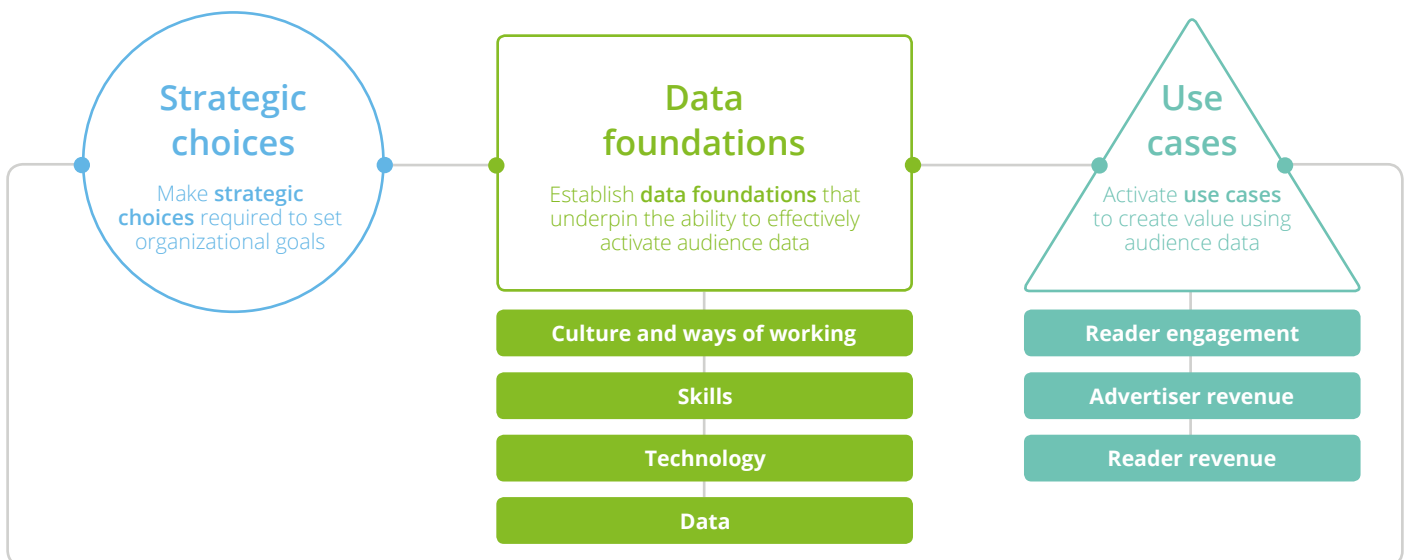 Strategic
choices
Make strategic
choices required to set
organizational goals
Data
foundations
Establish data foundations that
underpin the ability to effectively
activate audience data
Culture and ways of working
Skills
Technology
Data
Use
cases
Activate use cases
to create value using
audience data
Reader engagement
Advertiser revenue
Reader revenue